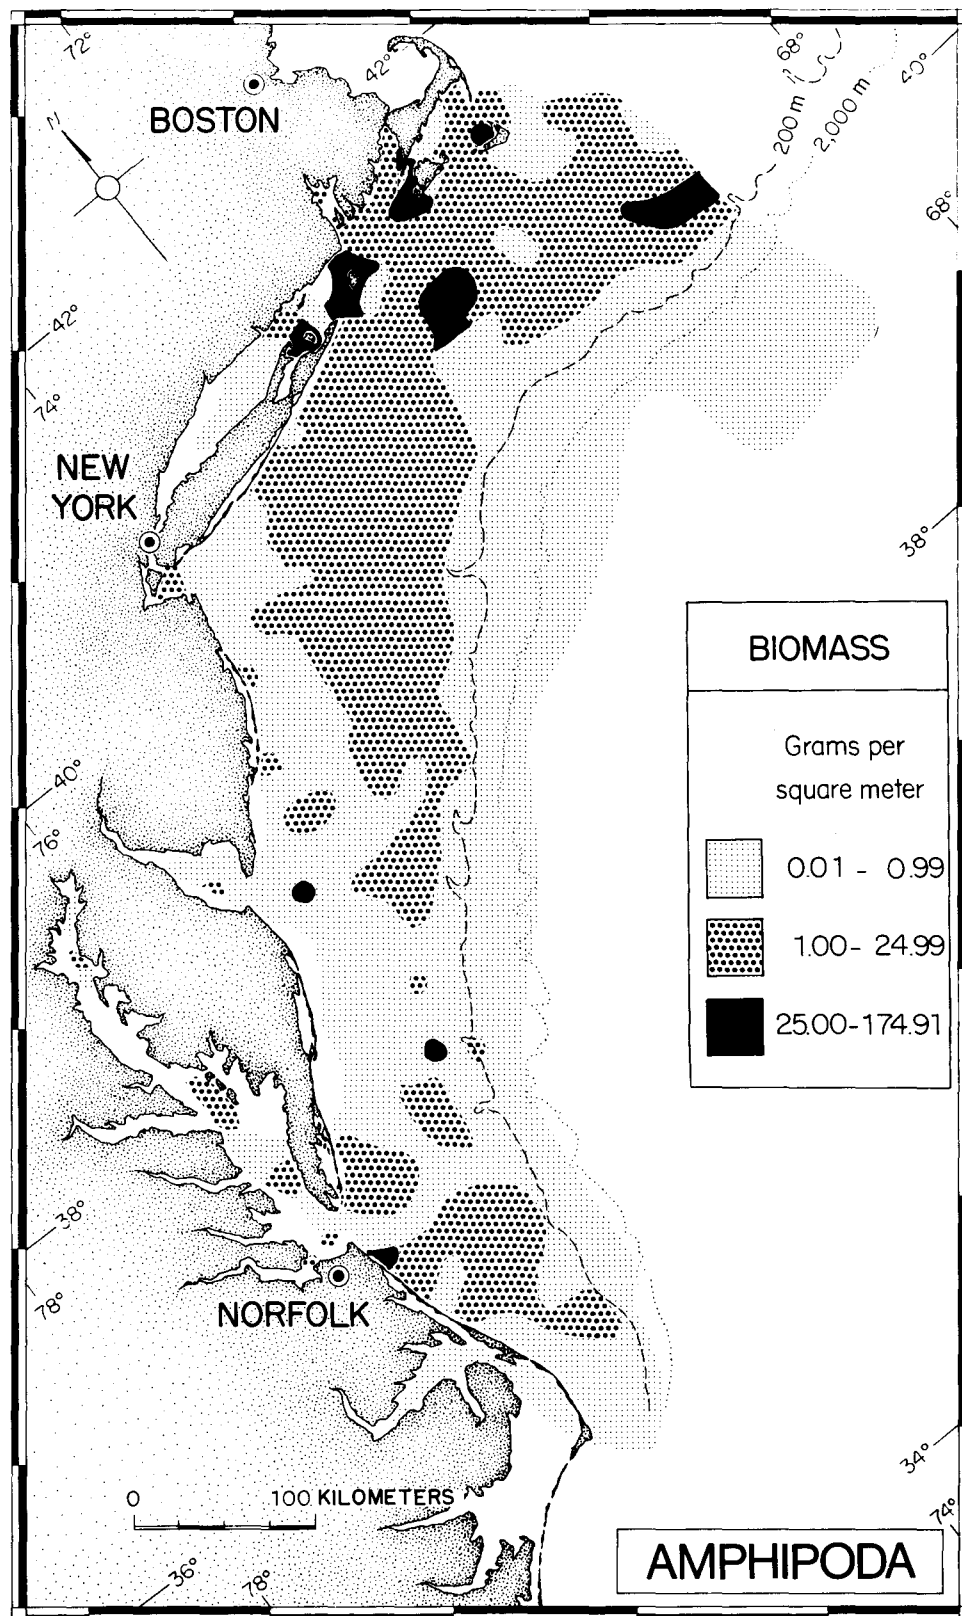 72°
42°
68°
40°
200 m
2,000 m
BOSTON
N
68°
42°
74°
NEW
YORK
38°
BIOMASS
Grams per
square meter
0.01 - 0.99
1.00 - 24.99
25.00 - 174.91
40°
76°
38°
78°
NORFOLK
34°
74°
0 100 KILOMETERS
36°
78°
AMPHIPODA